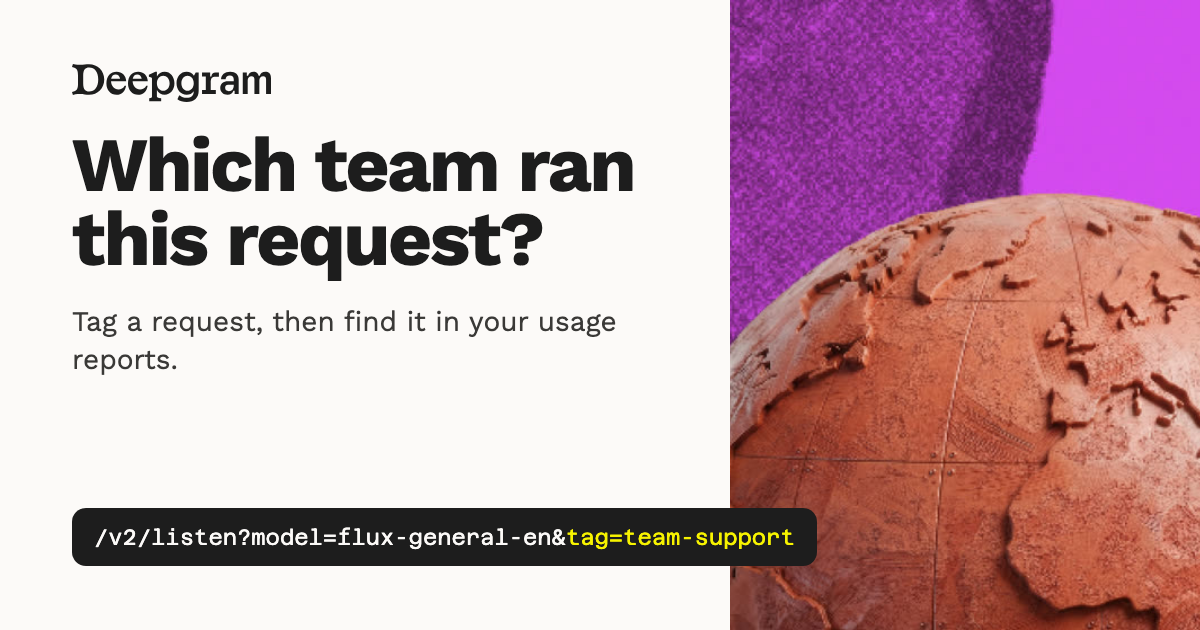 Deepgram
Which team ran
this request?
Tag a request, then find it in your usage
reports.
/v2/listen?model=flux-general-en&tag=team-support